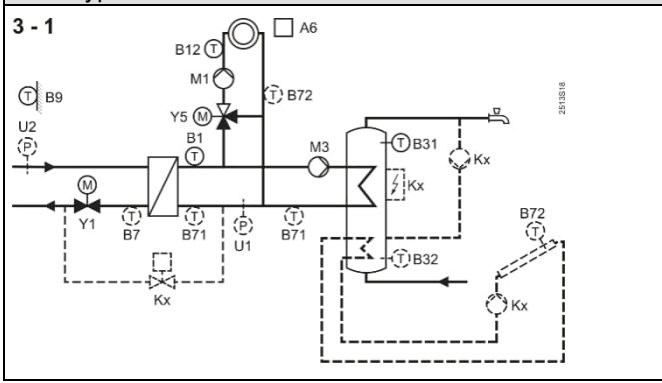 3 - 1
A6
B12 T
M1
T B72
T B9
U2
P
Y5 M
B1
T
M3
T B31
Kx
2513S18
M
Y1
T
B7
T
B71
P
U1
T
B71
Kx
T B32
B72
T
Kx
Kx